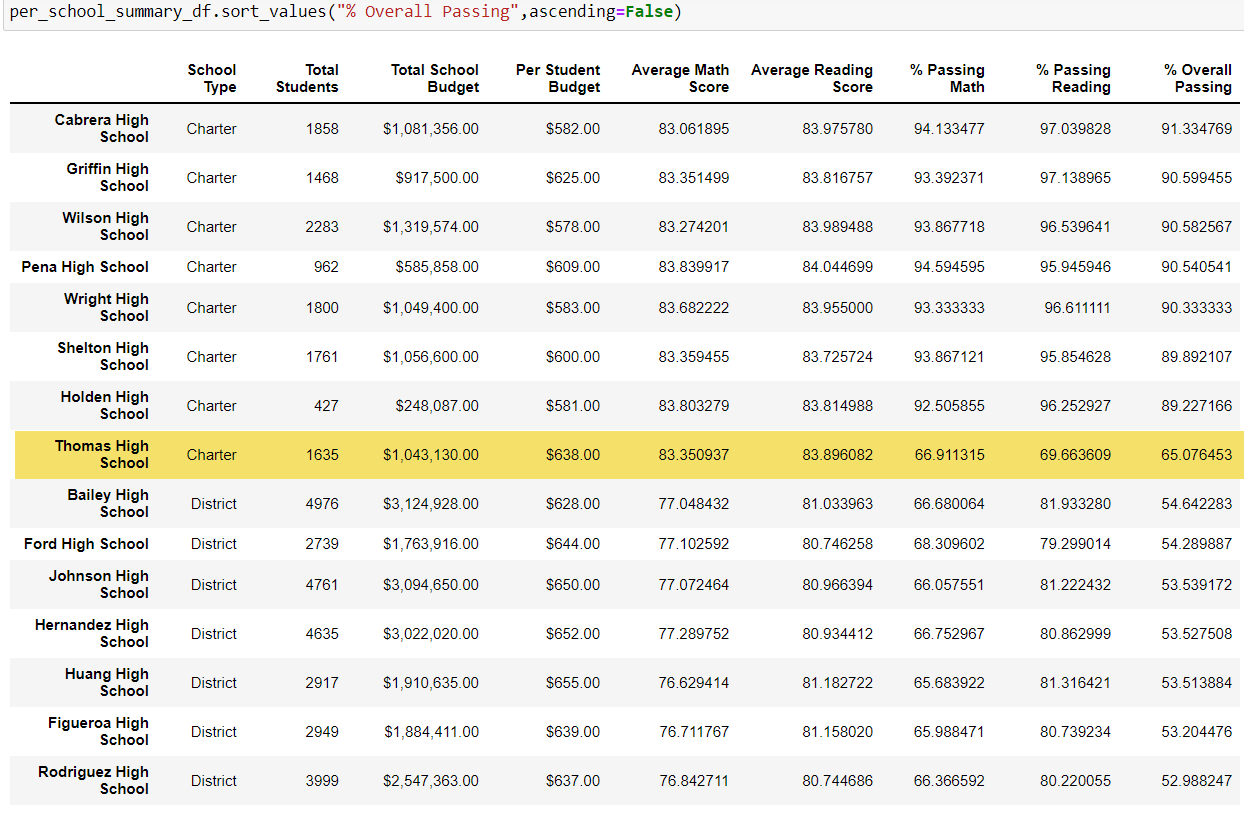 per_school_summary_df.sort_values("% Overall Passing",ascending=False)
School Type Total Students Total School Budget Per Student Budget Average Math Score Average Reading Score % Passing Math % Passing Reading % Overall Passing
Cabrera High School Charter 1858 $1,081,356.00 $582.00 83.061895 83.975780 94.133477 97.039828 91.334769
Griffin High School Charter 1468 $917,500.00 $625.00 83.351499 83.816757 93.392371 97.138965 90.599455
Wilson High School Charter 2283 $1,319,574.00 $578.00 83.274201 83.989488 93.867718 96.539641 90.582567
Pena High School Charter 962 $585,858.00 $609.00 83.839917 84.044699 94.594595 95.945946 90.540541
Wright High School Charter 1800 $1,049,400.00 $583.00 83.682222 83.955000 93.333333 96.611111 90.333333
Shelton High School Charter 1761 $1,056,600.00 $600.00 83.359455 83.725724 93.867121 95.854628 89.892107
Holden High School Charter 427 $248,087.00 $581.00 83.803279 83.814988 92.505855 96.252927 89.227166
Thomas High School Charter 1635 $1,043,130.00 $638.00 83.350937 83.896082 66.911315 69.663609 65.076453
Bailey High School District 4976 $3,124,928.00 $628.00 77.048432 81.033963 66.680064 81.933280 54.642283
Ford High School District 2739 $1,763,916.00 $644.00 77.102592 80.746258 68.309602 79.299014 54.289887
Johnson High School District 4761 $3,094,650.00 $650.00 77.072464 80.966394 66.057551 81.222432 53.539172
Hernandez High School District 4635 $3,022,020.00 $652.00 77.289752 80.934412 66.752967 80.862999 53.527508
Huang High School District 2917 $1,910,635.00 $655.00 76.629414 81.182722 65.683922 81.316421 53.513884
Figueroa High School District 2949 $1,884,411.00 $639.00 76.711767 81.158020 65.988471 80.739234 53.204476
Rodriguez High School District 3999 $2,547,363.00 $637.00 76.842711 80.744686 66.366592 80.220055 52.988247